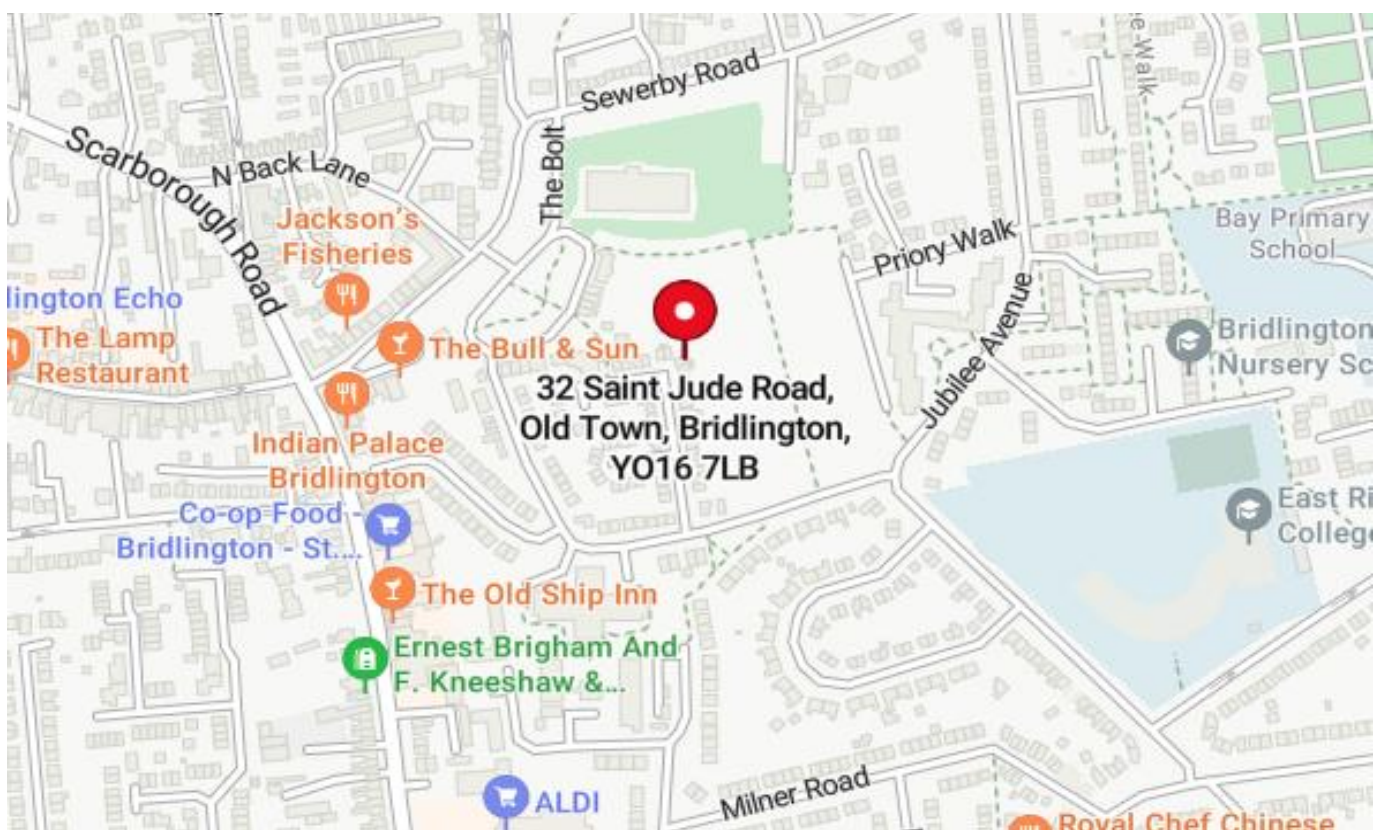 ee Walk
Sewerby Road
The Bolt
Scarborough Road
N Back Lane
Jackson's
Fisheries
Bay Primary
School
Priory Walk
lington Echo
The Lamp
Restaurant
The Bull & Sun
Jubilee Avenue
Bridlington
Nursery Sc
32 Saint Jude Road,
Old Town, Bridlington,
YO16 7LB
Indian Palace
Bridlington
Co-op Food -
Bridlington - St....
East Ri
College
The Old Ship Inn
Ernest Brigham And
F. Kneeshaw &...
ALDI
Milner Road
Royal Chef Chinese